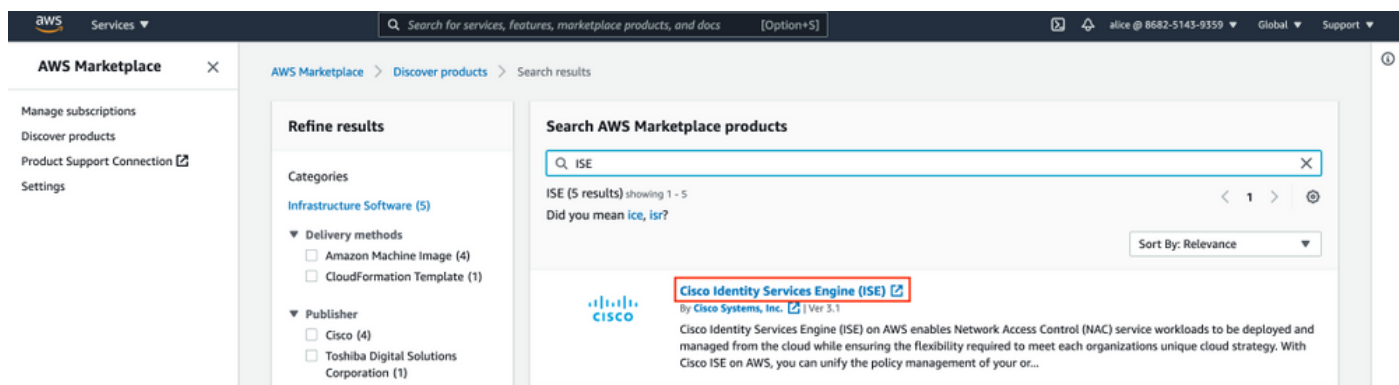 aws
Services ▼
Search for services, features, marketplace products, and docs [Option+S]
alice @ 8682-5143-9359 ▼
Global ▼
Support ▼
AWS Marketplace
Manage subscriptions
Discover products
Product Support Connection
Settings
AWS Marketplace > Discover products > Search results
Refine results
Categories
Infrastructure Software (5)
▼ Delivery methods
Amazon Machine Image (4)
CloudFormation Template (1)
▼ Publisher
Cisco (4)
Toshiba Digital Solutions
Corporation (1)
Search AWS Marketplace products
ISE
ISE (5 results) showing 1 - 5
< 1 >
Did you mean ice, isr?
Sort By: Relevance ▼
CISCO
Cisco Identity Services Engine (ISE)
By Cisco Systems, Inc. | Ver 3.1
Cisco Identity Services Engine (ISE) on AWS enables Network Access Control (NAC) service workloads to be deployed and
managed from the cloud while ensuring the flexibility required to meet each organizations unique cloud strategy. With
Cisco ISE on AWS, you can unify the policy management of your or...